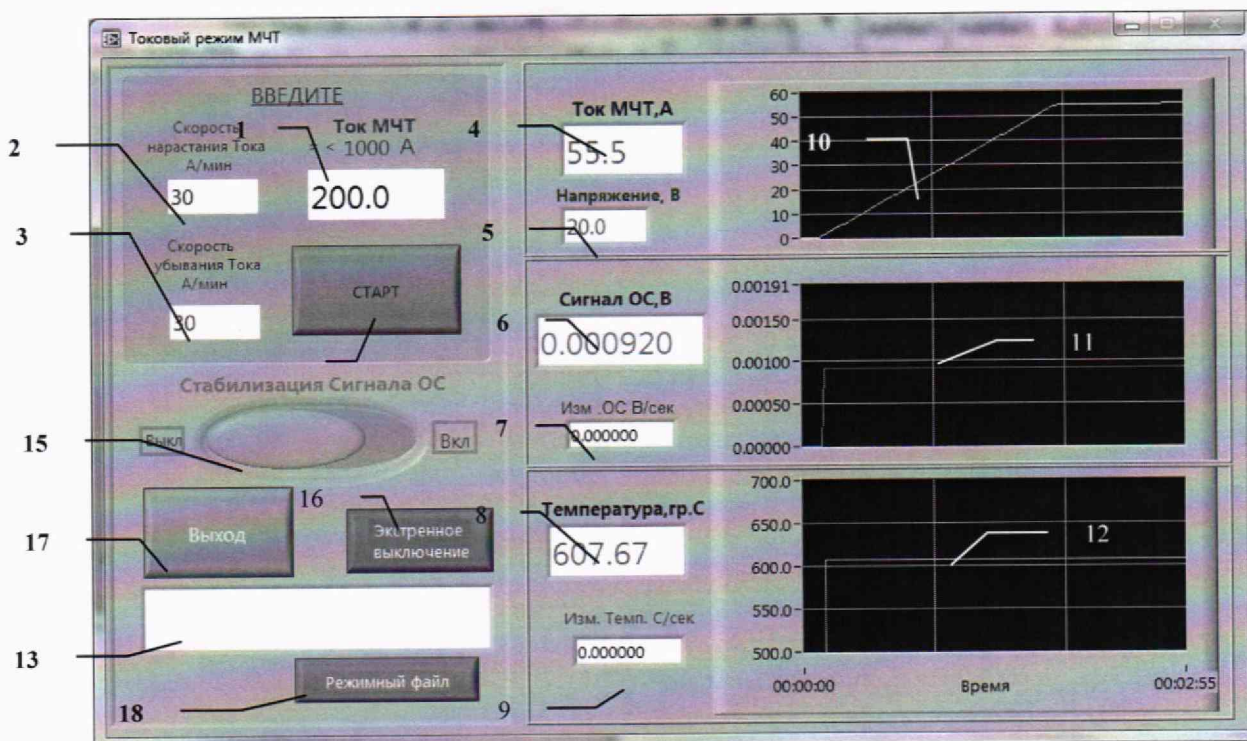 Токовый режим МЧТ
ВВЕДИТЕ
1
2
Скорость
нарастания Тока
А/мин
30
Ток МЧТ
= < 1000 А
200.0
3
Скорость
убывания Тока
А/мин
30
СТАРТ
Стабилизация Сигнала ОС
15
Выкл
Вкл
16
17
Выход
Экстренное
выключение
13
18
Режимный файл
4
Ток МЧТ,А
55.5
Напряжение, В
20.0
5
60
50
40
30
20
10
0
10
Сигнал ОС,В
6
0.000920
Изм .ОС В/сек
7
0.000000
0.00191
0.00150
0.00100
0.00050
0.00000
11
Температура,гр.С
8
607.67
Изм. Темп. С/сек
0.000000
9
700.0
650.0
600.0
550.0
500.0
12
00:00:00
Время
00:02:55